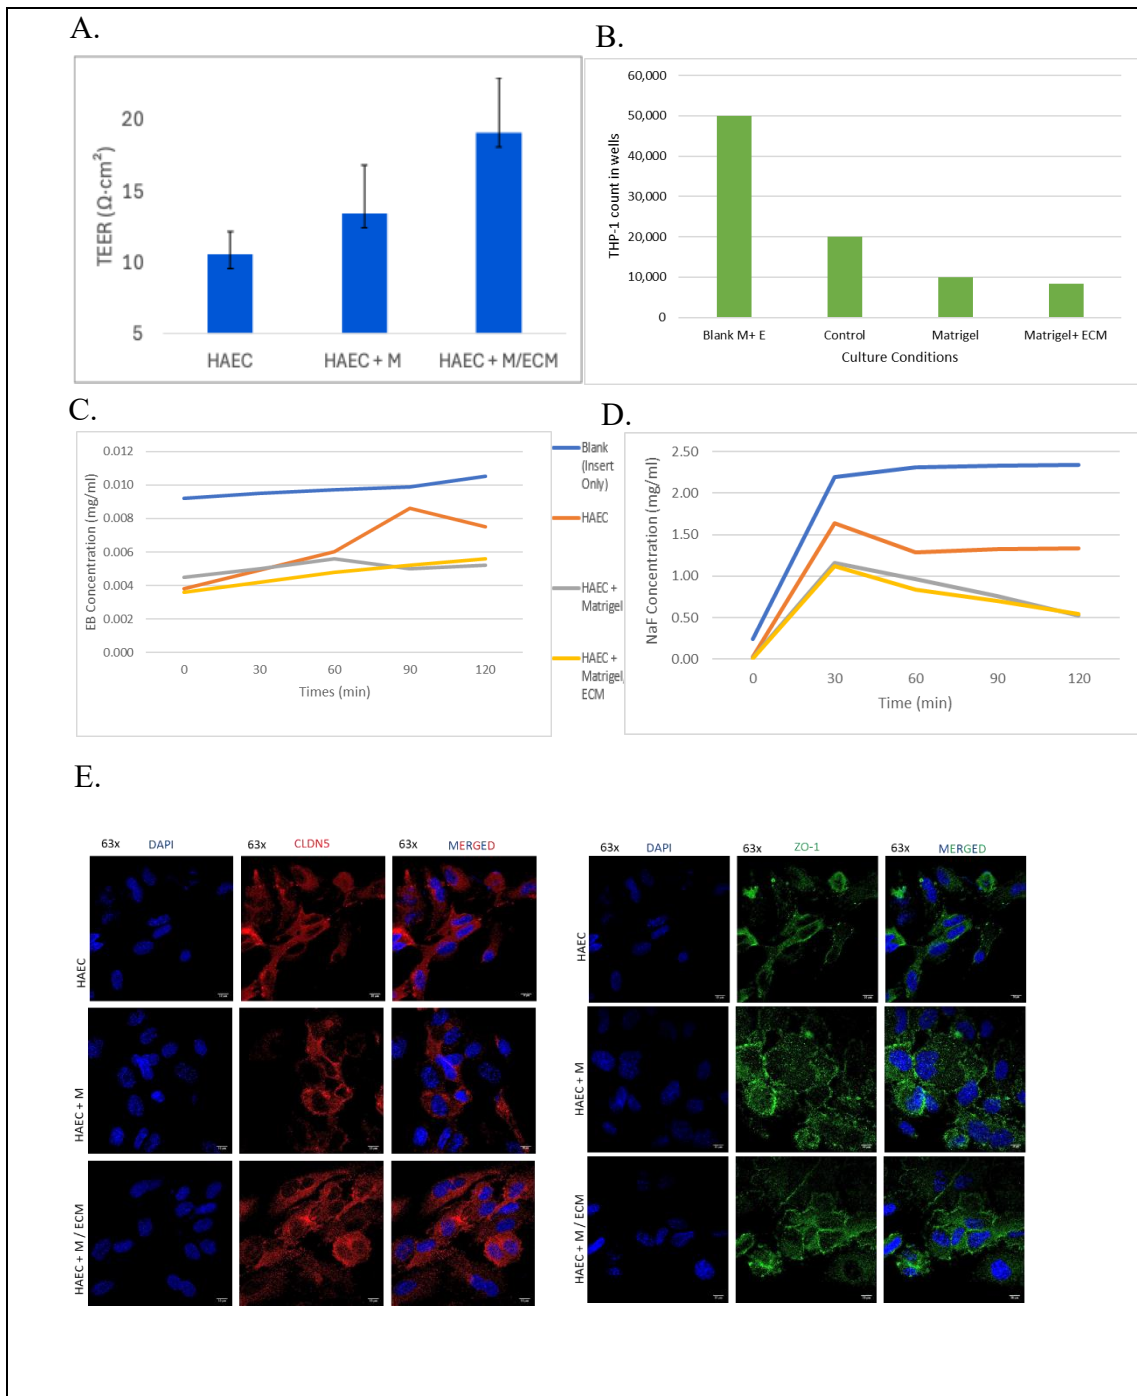 A.
TEER (Ω·cm²)
20
15
10
5
HAEC
HAEC + M
HAEC + M/ECM
B.
THP-1 count in wells
60,000
50,000
40,000
30,000
20,000
10,000
0
Blank M+ E
Control
Matrigel
Matrigel+ ECM
Culture Conditions
C.
EB Concentration (mg/ml)
0.012
0.010
0.008
0.006
0.004
0.002
0.000
0
30
60
90
120
Times (min)
Blank
(Insert
Only)
HAEC
HAEC +
Matrigel
HAEC +
Matrigel,
ECM
D.
NaF Concentration (mg/ml)
2.50
2.00
1.50
1.00
0.50
0.00
0
30
60
90
120
Time (min)
E.
63x DAPI
63x CLDN5
63x MERGED
HAEC
HAEC + M
HAEC + M / ECM
63x DAPI
63x ZO-1
63x MERGED
HAEC
HAEC + M
HAEC + M / ECM